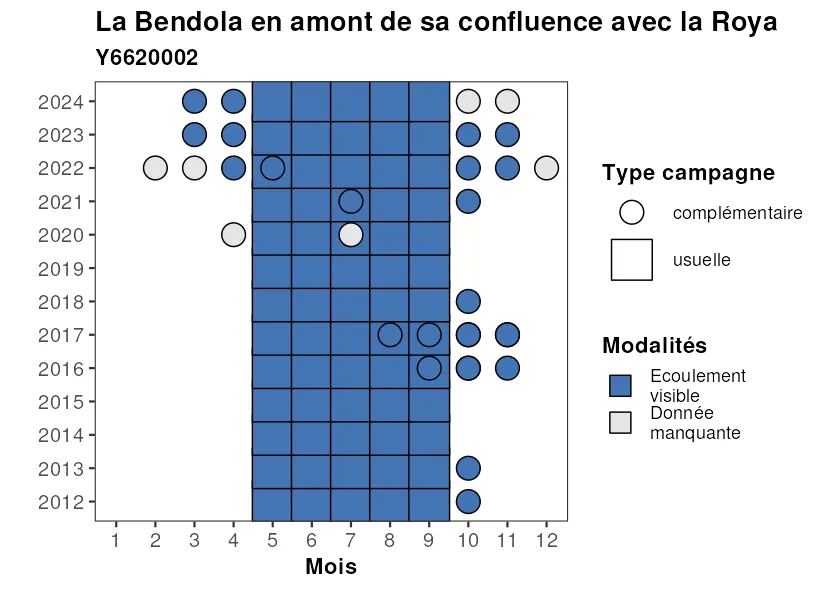 La Bendola en amont de sa confluence avec la Roya
Y6620002
2024
2023
2022
2021
2020
2019
2018
2017
2016
2015
2014
2013
2012
1 2 3 4 5 6 7 8 9 10 11 12
Mois
Type campagne
complémentaire
usuelle
Modalités
Ecoulement
visible
Donnée
manquante